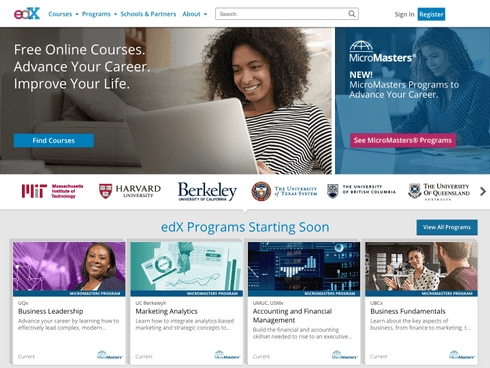 edX
Courses Programs Schools & Partners About Search Sign In Register
Free Online Courses.
Advance Your Career.
Improve Your Life.
Find Courses
MicroMasters®
NEW!
MicroMasters Programs to
Advance Your Career.
See MicroMasters® Programs
MIT Massachusetts
Institute of
Technology
HARVARD
UNIVERSITY
Berkeley
UNIVERSITY OF CALIFORNIA
THE UNIVERSITY of
TEXAS SYSTEM
THE UNIVERSITY
OF BRITISH COLUMBIA
THE UNIVERSITY
OF QUEENSLAND
AUSTRALIA
edX Programs Starting Soon
View All Programs
MICROMASTERS PROGRAM
UQx
Business Leadership
Advance your career by learning how to
effectively lead complex, modern...
Current
MicroMasters
MICROMASTERS PROGRAM
UC BerkeleyX
Marketing Analytics
Learn how to integrate analytics-based
marketing and strategic concepts to...
Current
MicroMasters
MICROMASTERS PROGRAM
UMUC, USMx
Accounting and Financial
Management
Build the financial and accounting
skillset needed to rise to an executive...
Current
MicroMasters
MICROMASTERS PROGRAM
UBCx
Business Fundamentals
Learn about the key aspects of
business, from finance to marketing, t...
Current
MicroMasters